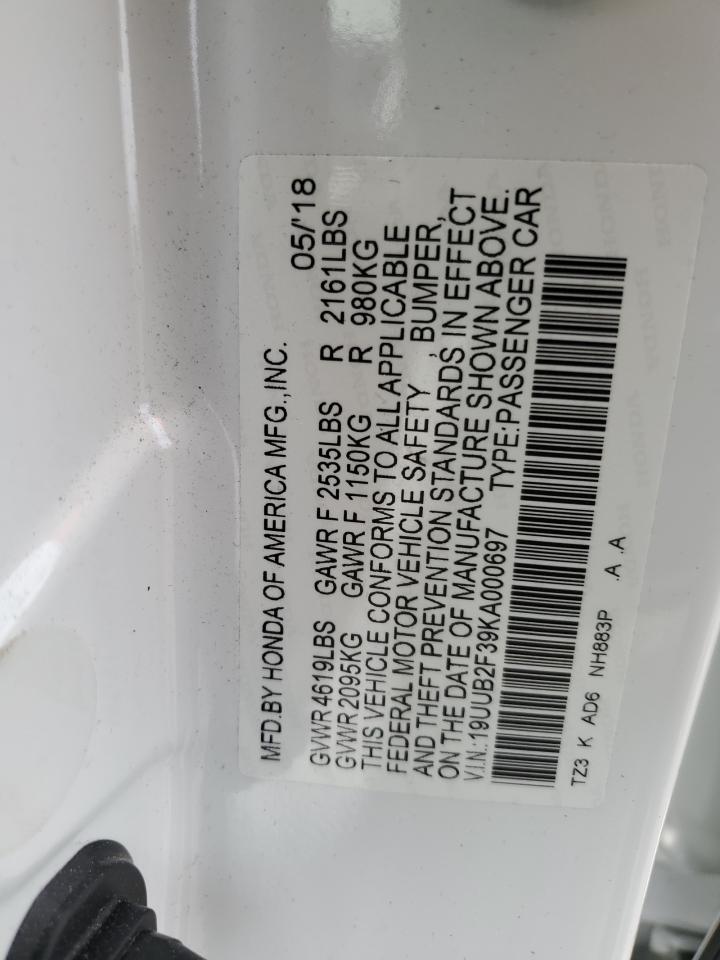 MFD.BY HONDA OF AMERICA MFG.,INC. 05/'18
GVWR 4619LBS GAWR F 2535LBS R 2161LBS
GVWR 2095KG GAWR F 1150KG R 980KG
THIS VEHICLE CONFORMS TO ALL APPLICABLE
FEDERAL MOTOR VEHICLE SAFETY , BUMPER,
AND THEFT PREVENTION STANDARDS IN EFFECT
ON THE DATE OF MANUFACTURE SHOWN ABOVE.
V.I.N.:19UUB2F39KA000697 TYPE:PASSENGER CAR
TZ3 K AD6 NH883P .A .A